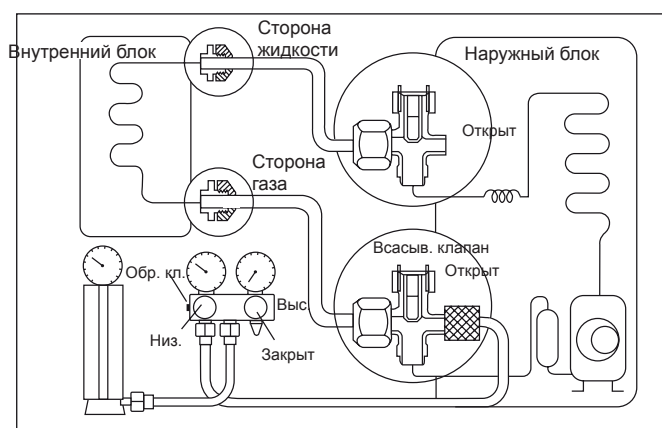 Сторона
жидкости
Внутренний блок
Наружный блок
Открыт
Сторона
газа
Всасыв. клапан
Открыт
Обр. кл.
Выс.
Низ.
Закрыт